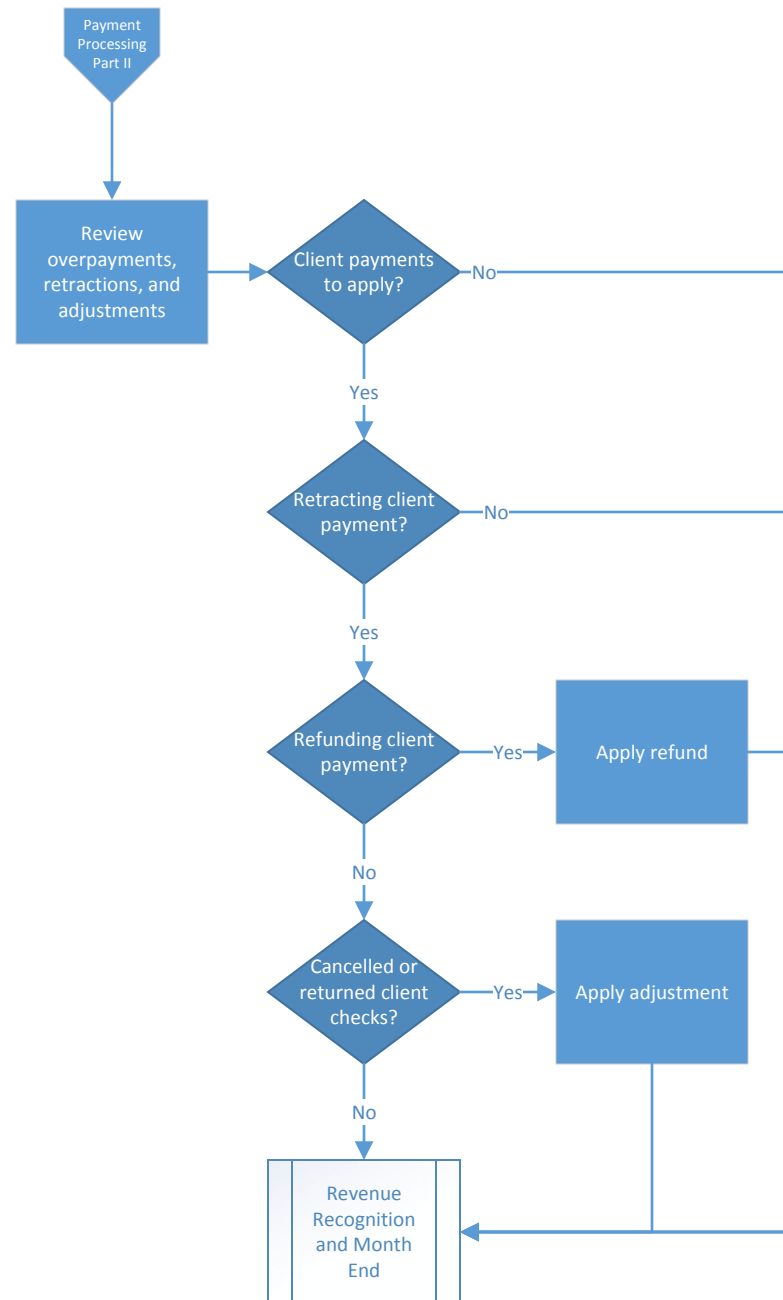 Payment
Processing
Part II
Review
overpayments,
retractions, and
adjustments
Client payments
to apply?
No
Yes
Retracting client
payment?
No
Yes
Refunding client
payment?
Yes
Apply refund
No
Cancelled or
returned client
checks?
Yes
Apply adjustment
No
Revenue
Recognition
and Month
End